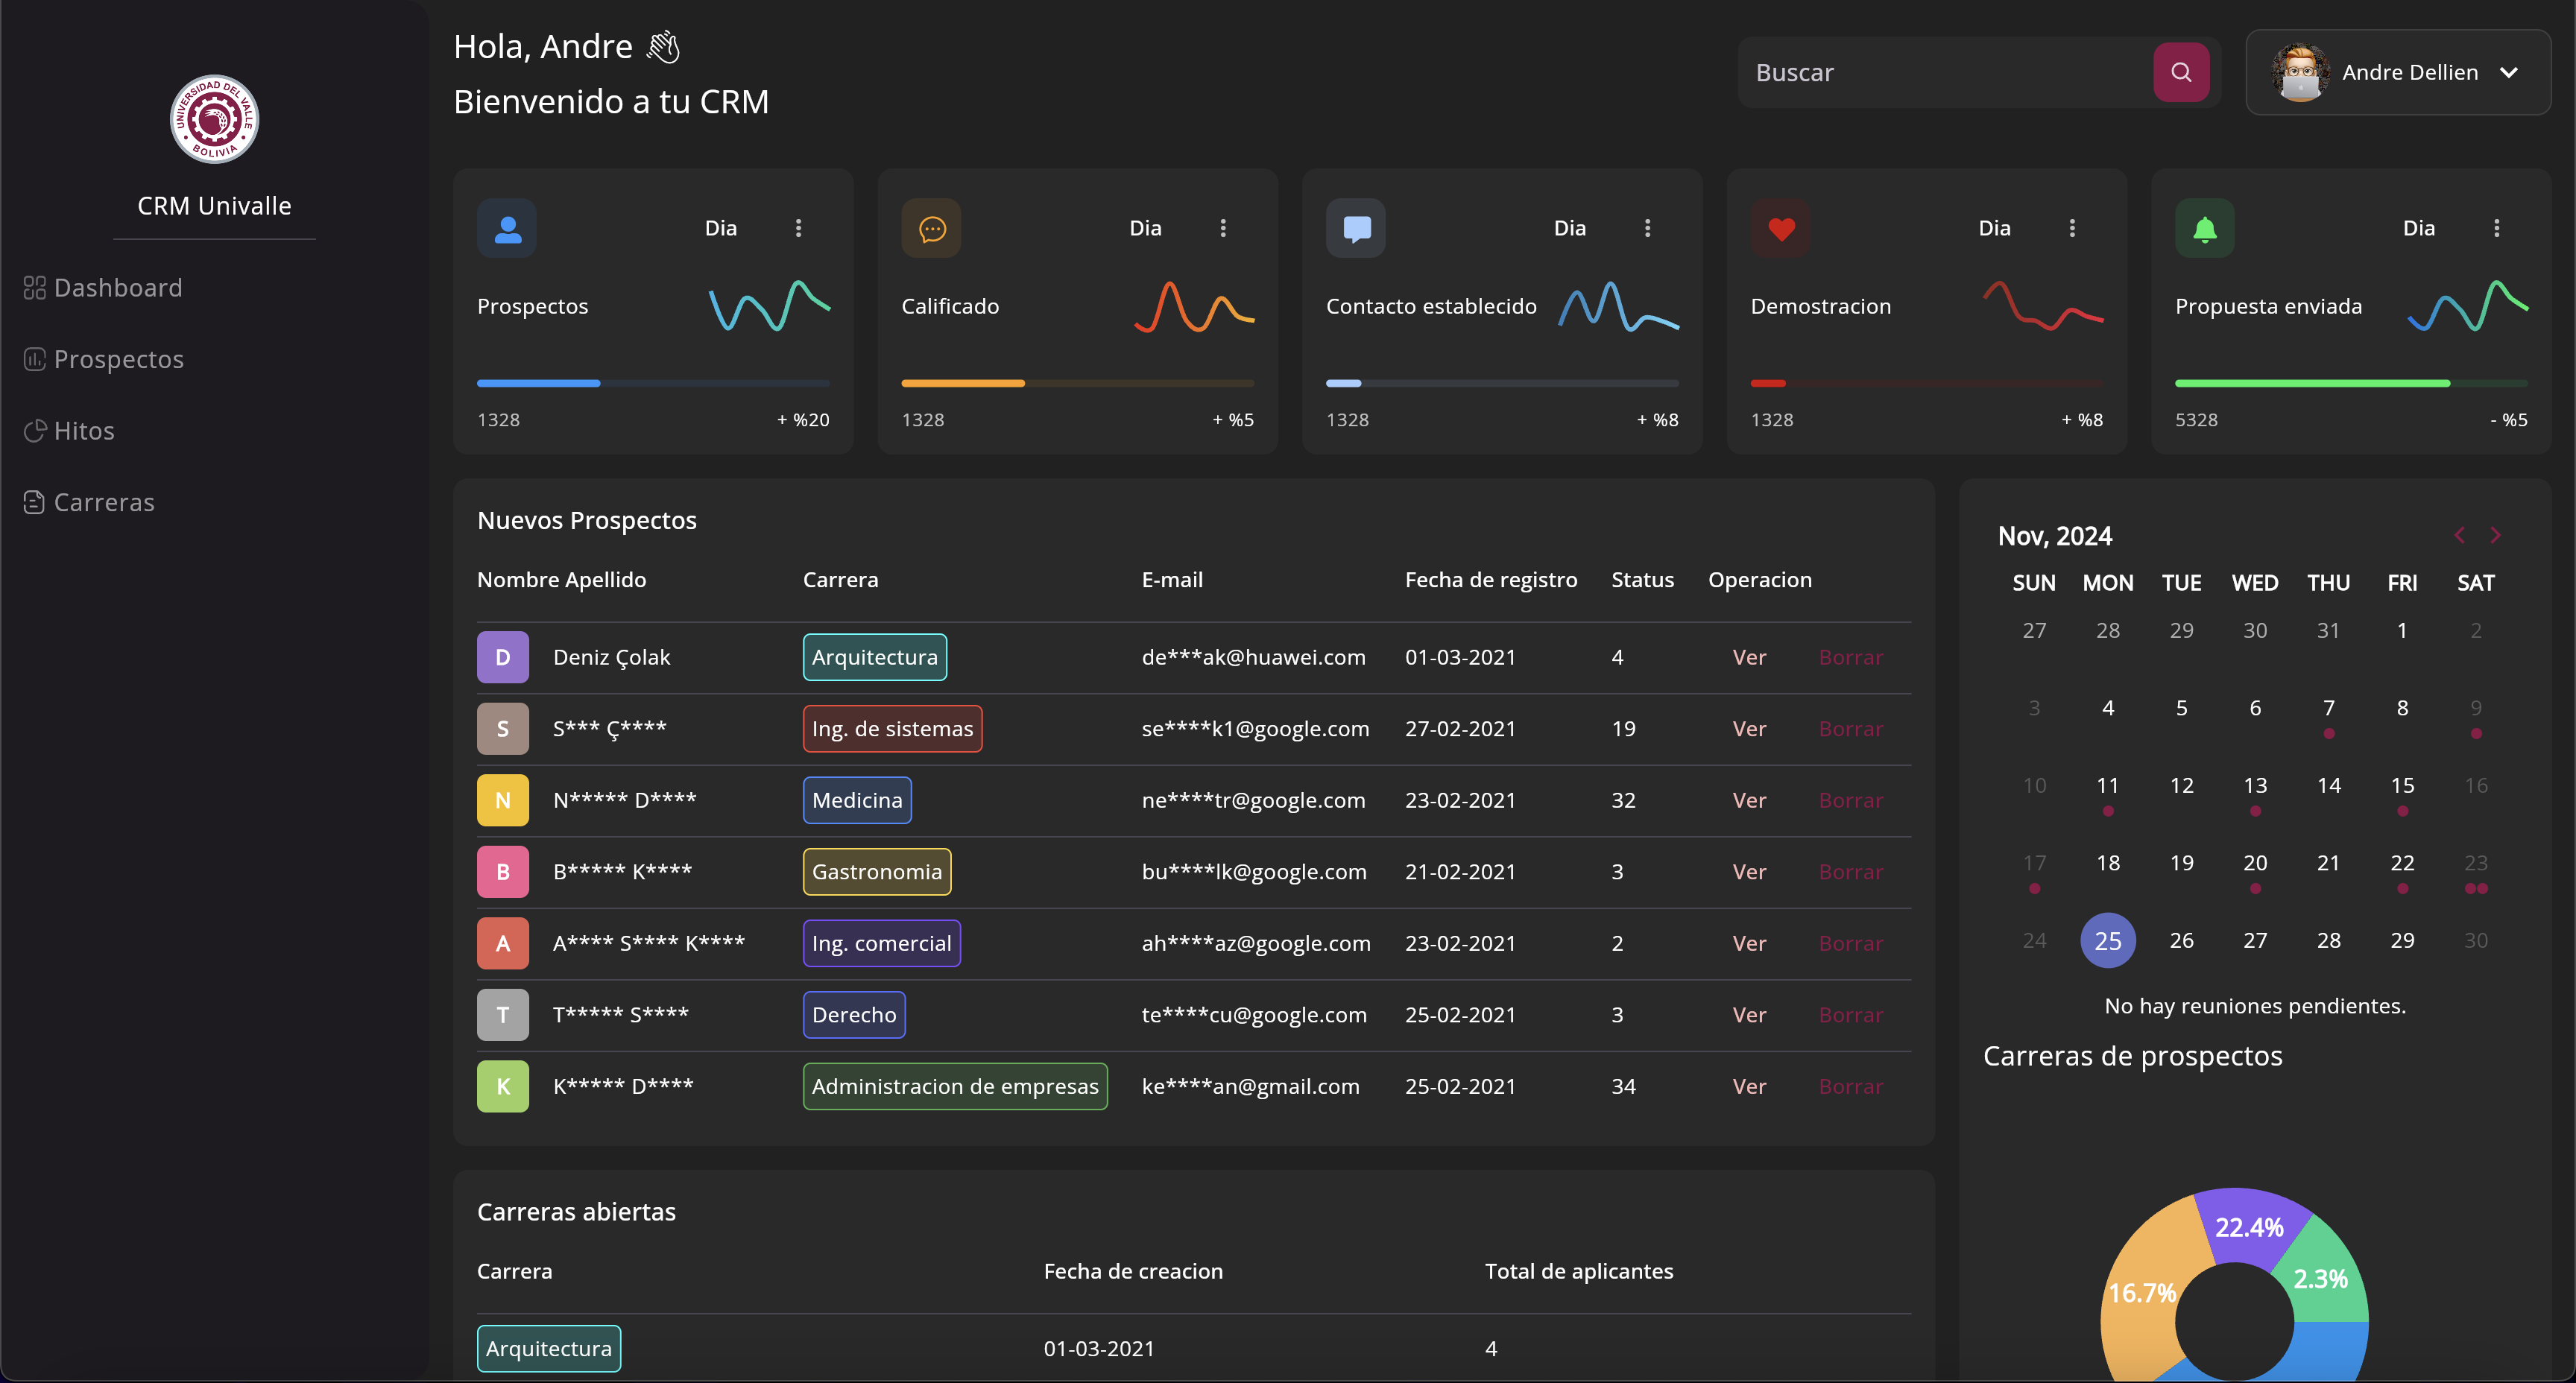 UNIVERSIDAD DEL VALLE
BOLIVIA
CRM Univalle
Dashboard
Prospectos
Hitos
Carreras
Hola, Andre
Bienvenido a tu CRM
Buscar
Andre Dellien
Dia
Prospectos
1328 + %20
Dia
Calificado
1328 + %5
Dia
Contacto establecido
1328 + %8
Dia
Demostracion
1328 + %8
Dia
Propuesta enviada
5328 - %5
Nuevos Prospectos
Nombre Apellido Carrera E-mail Fecha de registro Status Operacion
D Deniz Çolak Arquitectura de***ak@huawei.com 01-03-2021 4 Ver Borrar
S S*** Ç**** Ing. de sistemas se****k1@google.com 27-02-2021 19 Ver Borrar
N N***** D**** Medicina ne****tr@google.com 23-02-2021 32 Ver Borrar
B B***** K**** Gastronomia bu****lk@google.com 21-02-2021 3 Ver Borrar
A A**** S**** K**** Ing. comercial ah****az@google.com 23-02-2021 2 Ver Borrar
T T***** S**** Derecho te****cu@google.com 25-02-2021 3 Ver Borrar
K K***** D**** Administracion de empresas ke****an@gmail.com 25-02-2021 34 Ver Borrar
Carreras abiertas
Carrera Fecha de creacion Total de aplicantes
Arquitectura 01-03-2021 4
Nov, 2024
SUN MON TUE WED THU FRI SAT
27 28 29 30 31 1 2
3 4 5 6 7 8 9
10 11 12 13 14 15 16
17 18 19 20 21 22 23
24 25 26 27 28 29 30
No hay reuniones pendientes.
Carreras de prospectos
22.4%
2.3%
16.7%